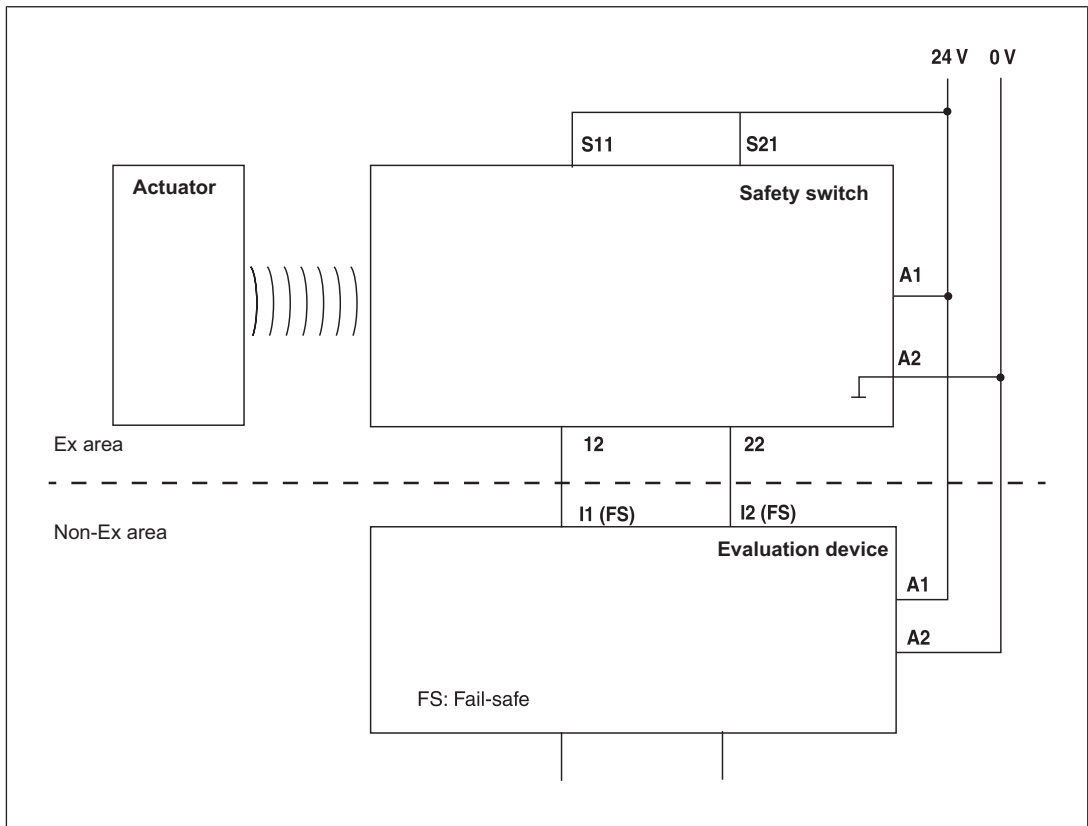 24 V 0 V
S11 S21
Actuator
Safety switch
A1
A2
Ex area
12 22
Non-Ex area
I1 (FS) I2 (FS)
Evaluation device
A1
A2
FS: Fail-safe